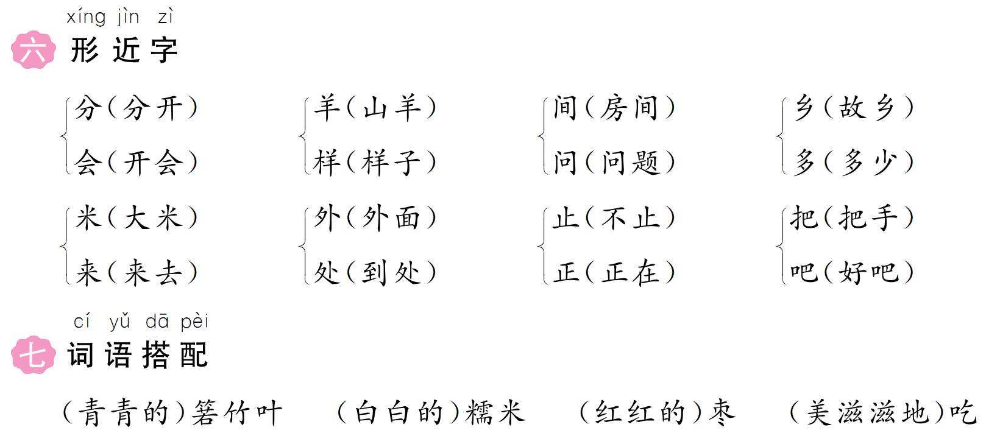 xíng jìn zì
六 形近字
分(分开) 羊(山羊) 间(房间) 乡(故乡)
会(开会) 样(样子) 问(问题) 多(多少)
米(大米) 外(外面) 止(不止) 把(把手)
来(来去) 处(到处) 正(正在) 吧(好吧)
cí yǔ dā pèi
七 词语搭配
(青青的)箬竹叶 (白白的)糯米 (红红的)枣 (美滋滋地)吃